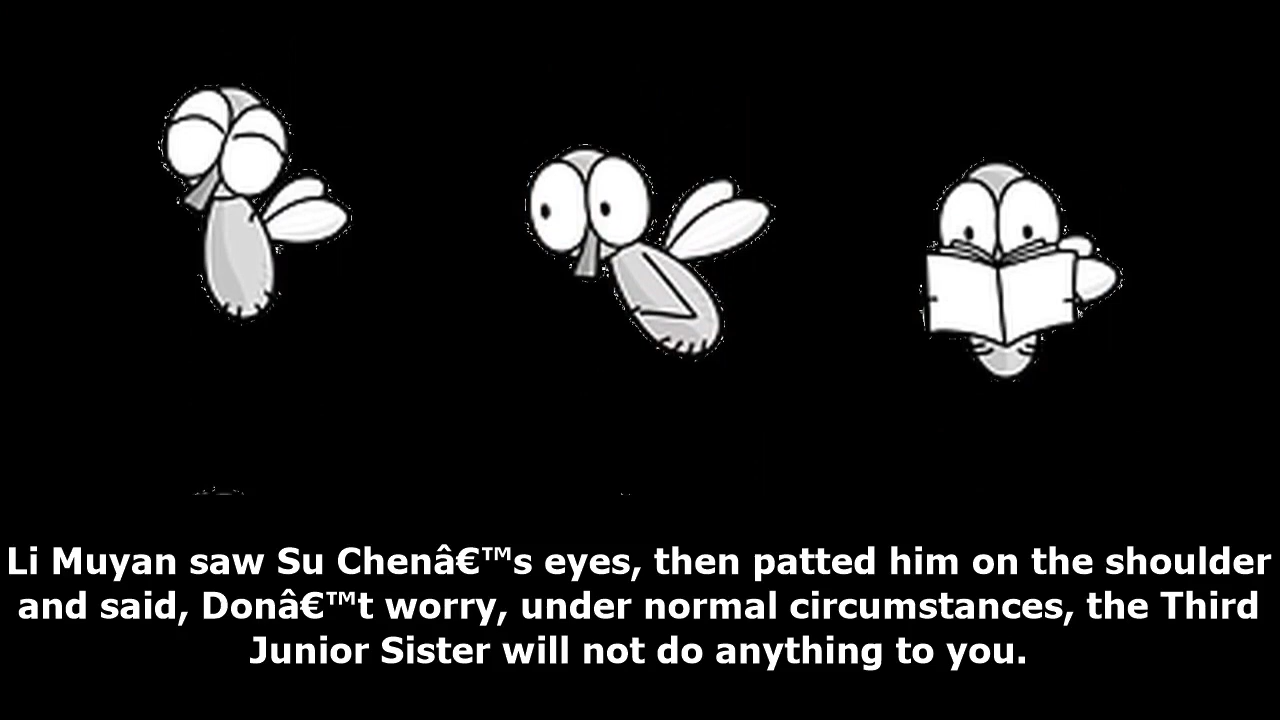 Li Muyan saw Su Chenâ€™s eyes, then patted him on the shoulder
and said, Donâ€™t worry, under normal circumstances, the Third
Junior Sister will not do anything to you.